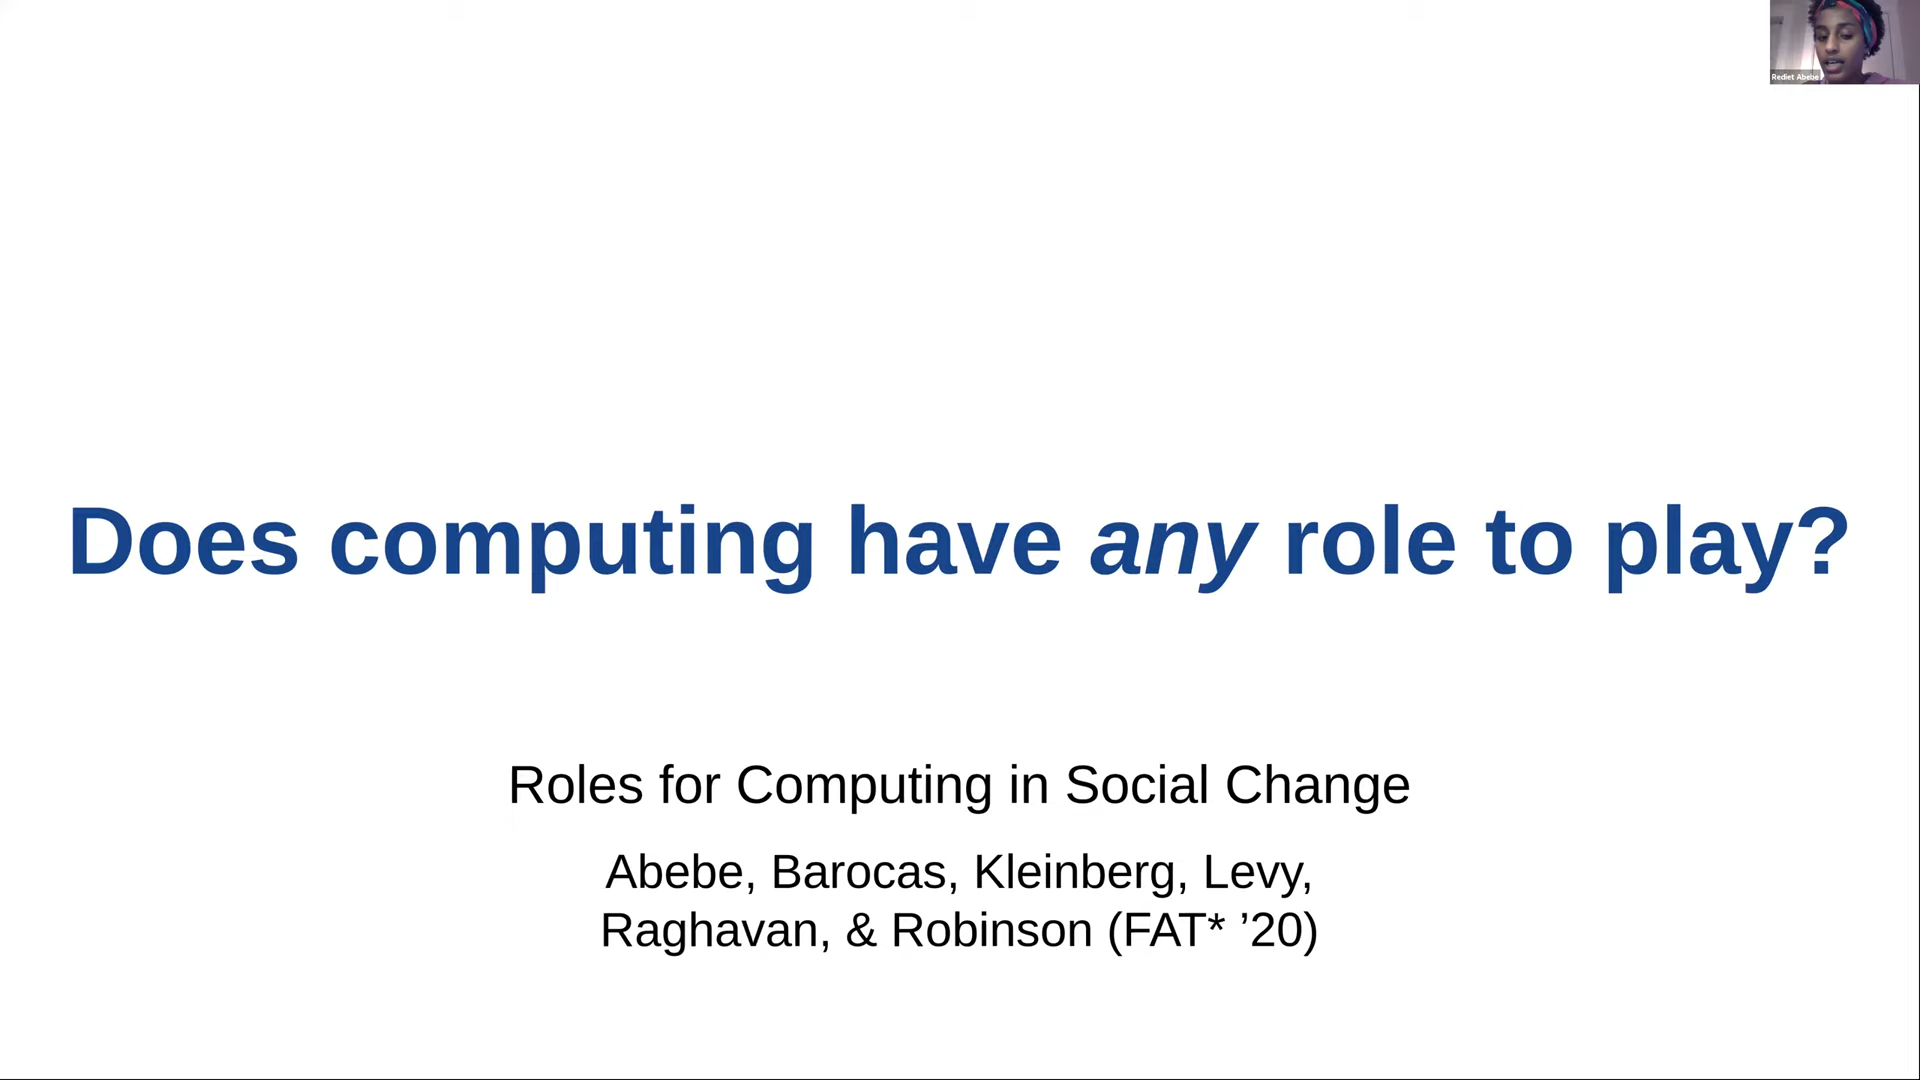 Rediet Abebe
Does computing have any role to play?
Roles for Computing in Social Change
Abebe, Barocas, Kleinberg, Levy,
Raghavan, & Robinson (FAT* ’20)